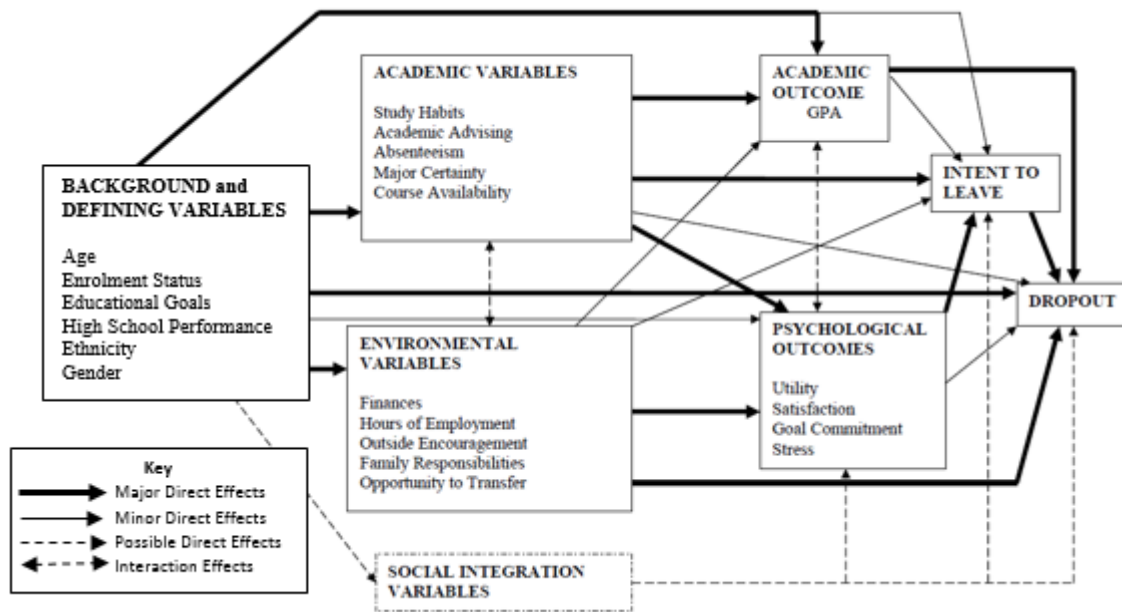 BACKGROUND and
DEFINING VARIABLES
Age
Enrolment Status
Educational Goals
High School Performance
Ethnicity
Gender
ACADEMIC VARIABLES
Study Habits
Academic Advising
Absenteeism
Major Certainty
Course Availability
ENVIRONMENTAL
VARIABLES
Finances
Hours of Employment
Outside Encouragement
Family Responsibilities
Opportunity to Transfer
SOCIAL INTEGRATION
VARIABLES
ACADEMIC
OUTCOME
GPA
PSYCHOLOGICAL
OUTCOMES
Utility
Satisfaction
Goal Commitment
Stress
INTENT TO
LEAVE
DROPOUT
Key
Major Direct Effects
Minor Direct Effects
Possible Direct Effects
Interaction Effects